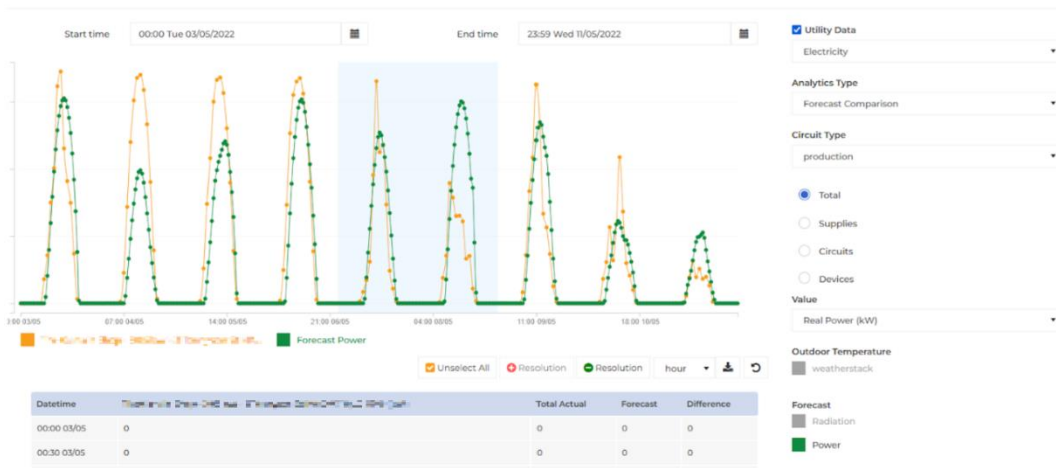 Start time 00:00 Tue 03/05/2022 End time 23:59 Wed 11/05/2022
Utility Data
Electricity
Analytics Type
Forecast Comparison
Circuit Type
production
Total
Supplies
Circuits
Devices
Value
Real Power (kW)
Outdoor Temperature
weatherstack
Forecast
Radiation
Power
07:00 04/05 14:00 05/05 21:00 06/05 04:00 08/05 11:00 09/05 18:00 10/05
Forecast Power
Unselect All Resolution Resolution hour
Datetime Total Actual Forecast Difference
00:00 03/05 0 0 0 0
00:30 03/05 0 0 0 0